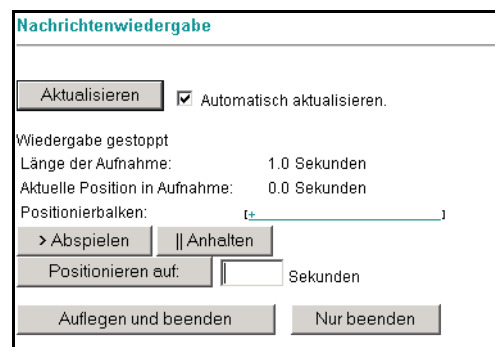 Nachrichtenwiedergabe
Aktualisieren Automatisch aktualisieren.
Wiedergabe gestoppt
Länge der Aufnahme: 1.0 Sekunden
Aktuelle Position in Aufnahme: 0.0 Sekunden
Positionierbalken: [+ ]
> Abspielen || Anhalten
Positionieren auf: Sekunden
Auflegen und beenden Nur beenden